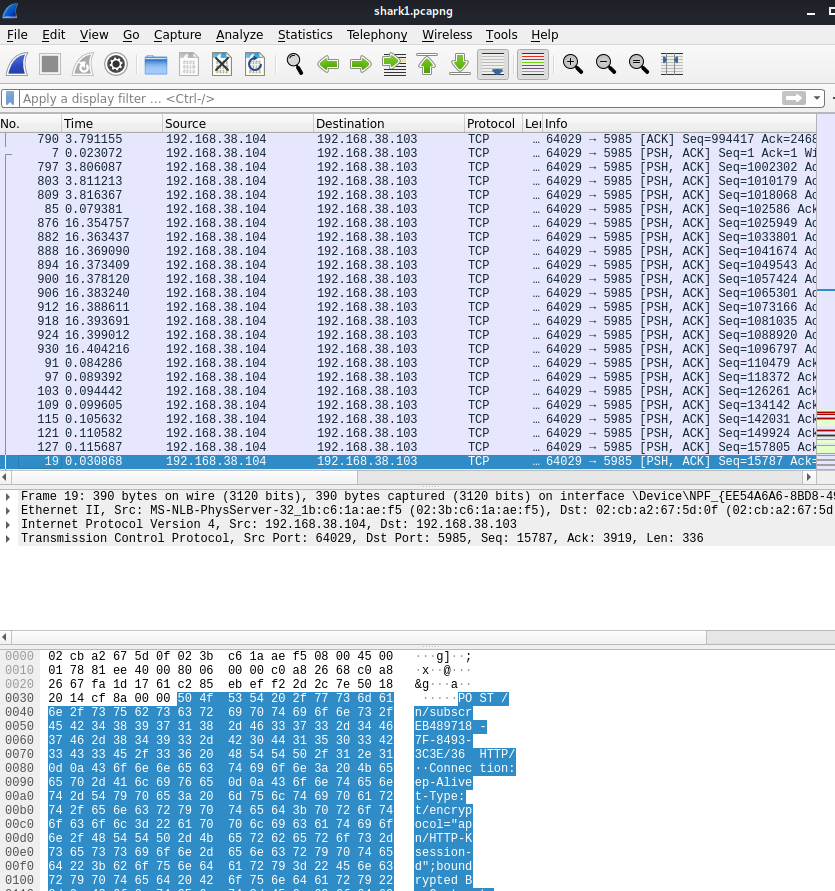 shark1.pcapng
File Edit View Go Capture Analyze Statistics Telephony Wireless Tools Help
Apply a display filter ... <Ctrl-/>
No. Time Source Destination Protocol Le Info
790 3.791155 192.168.38.104 192.168.38.103 TCP … 64029 → 5985 [ACK] Seq=994417 Ack=2468
7 0.023072 192.168.38.104 192.168.38.103 TCP … 64029 → 5985 [PSH, ACK] Seq=1 Ack=1 Wi
797 3.806087 192.168.38.104 192.168.38.103 TCP … 64029 → 5985 [PSH, ACK] Seq=1002302 Ac
803 3.811213 192.168.38.104 192.168.38.103 TCP … 64029 → 5985 [PSH, ACK] Seq=1010179 Ac
809 3.816367 192.168.38.104 192.168.38.103 TCP … 64029 → 5985 [PSH, ACK] Seq=1018068 Ac
85 0.079381 192.168.38.104 192.168.38.103 TCP … 64029 → 5985 [PSH, ACK] Seq=102586 Ack
876 16.354757 192.168.38.104 192.168.38.103 TCP … 64029 → 5985 [PSH, ACK] Seq=1025949 Ac
882 16.363437 192.168.38.104 192.168.38.103 TCP … 64029 → 5985 [PSH, ACK] Seq=1033801 Ac
888 16.369090 192.168.38.104 192.168.38.103 TCP … 64029 → 5985 [PSH, ACK] Seq=1041674 Ac
894 16.373409 192.168.38.104 192.168.38.103 TCP … 64029 → 5985 [PSH, ACK] Seq=1049543 Ac
900 16.378120 192.168.38.104 192.168.38.103 TCP … 64029 → 5985 [PSH, ACK] Seq=1057424 Ac
906 16.383240 192.168.38.104 192.168.38.103 TCP … 64029 → 5985 [PSH, ACK] Seq=1065301 Ac
912 16.388611 192.168.38.104 192.168.38.103 TCP … 64029 → 5985 [PSH, ACK] Seq=1073166 Ac
918 16.393691 192.168.38.104 192.168.38.103 TCP … 64029 → 5985 [PSH, ACK] Seq=1081035 Ac
924 16.399012 192.168.38.104 192.168.38.103 TCP … 64029 → 5985 [PSH, ACK] Seq=1088920 Ac
930 16.404216 192.168.38.104 192.168.38.103 TCP … 64029 → 5985 [PSH, ACK] Seq=1096797 Ac
91 0.084286 192.168.38.104 192.168.38.103 TCP … 64029 → 5985 [PSH, ACK] Seq=110479 Ack
97 0.089392 192.168.38.104 192.168.38.103 TCP … 64029 → 5985 [PSH, ACK] Seq=118372 Ack
103 0.094442 192.168.38.104 192.168.38.103 TCP … 64029 → 5985 [PSH, ACK] Seq=126261 Ack
109 0.099605 192.168.38.104 192.168.38.103 TCP … 64029 → 5985 [PSH, ACK] Seq=134142 Ack
115 0.105632 192.168.38.104 192.168.38.103 TCP … 64029 → 5985 [PSH, ACK] Seq=142031 Ack
121 0.110582 192.168.38.104 192.168.38.103 TCP … 64029 → 5985 [PSH, ACK] Seq=149924 Ack
127 0.115687 192.168.38.104 192.168.38.103 TCP … 64029 → 5985 [PSH, ACK] Seq=157805 Ack
19 0.030868 192.168.38.104 192.168.38.103 TCP … 64029 → 5985 [PSH, ACK] Seq=15787 Ack=
Frame 19: 390 bytes on wire (3120 bits), 390 bytes captured (3120 bits) on interface \Device\NPF_{EE54A6A6-8BD8-49
Ethernet II, Src: MS-NLB-PhysServer-32_1b:c6:1a:ae:f5 (02:3b:c6:1a:ae:f5), Dst: 02:cb:a2:67:5d:0f (02:cb:a2:67:5d
Internet Protocol Version 4, Src: 192.168.38.104, Dst: 192.168.38.103
Transmission Control Protocol, Src Port: 64029, Dst Port: 5985, Seq: 15787, Ack: 3919, Len: 336
0000 02 cb a2 67 5d 0f 02 3b c6 1a ae f5 08 00 45 00 ···g]··;
0010 01 78 81 ee 40 00 80 06 00 00 c0 a8 26 68 c0 a8 ·x··@···
0020 26 67 fa 1d 17 61 c2 85 eb ef f2 2d 2c 7e 50 18 &g···a··
0030 20 14 cf 8a 00 00 50 4f 53 54 20 2f 77 73 6d 61 ·····PO ST /
0040 6e 2f 73 75 62 73 63 72 69 70 74 69 6f 6e 73 2f n/subscr
0050 45 42 34 38 39 37 31 38 2d 46 33 37 33 2d 34 46 EB489718 -
0060 37 46 2d 38 34 39 33 2d 42 30 44 31 35 30 33 42 7F-8493-
0070 33 43 33 45 2f 33 36 20 48 54 54 50 2f 31 2e 31 3C3E/36 HTTP/
0080 0d 0a 43 6f 6e 6e 65 63 74 69 6f 6e 3a 20 4b 65 ··Connection:
0090 65 70 2d 41 6c 69 76 65 0d 0a 43 6f 6e 74 65 6e ep-Alive
00a0 74 2d 54 79 70 65 3a 20 6d 75 6c 74 69 70 61 72 t-Type:
00b0 74 2f 65 6e 63 72 79 70 74 65 64 3b 70 72 6f 74 t/encryp
00c0 6f 63 6f 6c 3d 22 61 70 70 6c 69 63 61 74 69 6f ocol="ap
00d0 6e 2f 48 54 54 50 2d 4b 65 72 62 65 72 6f 73 2d n/HTTP-K
00e0 73 65 73 73 69 6f 6e 2d 65 6e 63 72 79 70 74 65 session-
00f0 64 22 3b 62 6f 75 6e 64 61 72 79 3d 22 45 6e 63 d";bound
0100 72 79 70 74 65 64 20 42 6f 75 6e 64 61 72 79 22 rypted B